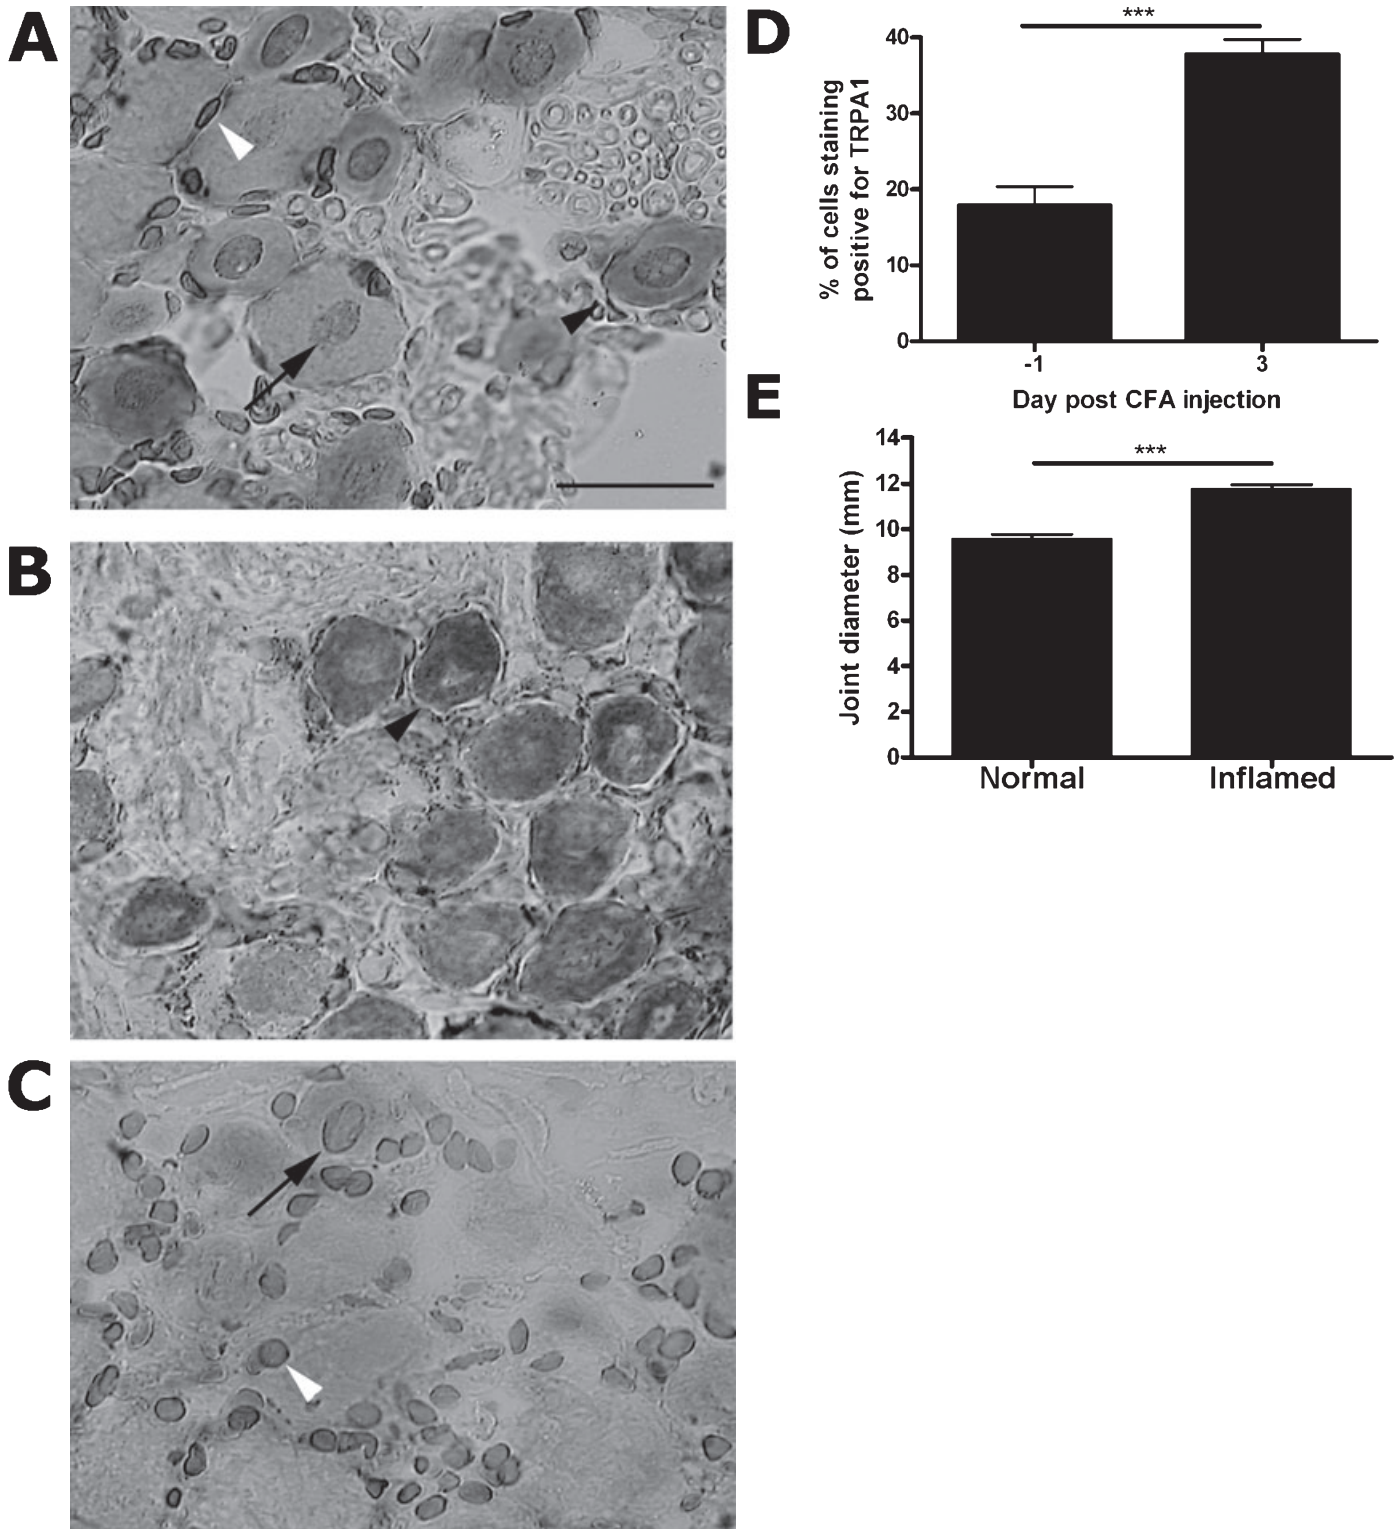 A
B
C
D
***
40
30
20
10
0
% of cells staining
positive for TRPA1
-1
3
Day post CFA injection
E
***
14
12
10
8
6
4
2
0
Joint diameter (mm)
Normal
Inflamed